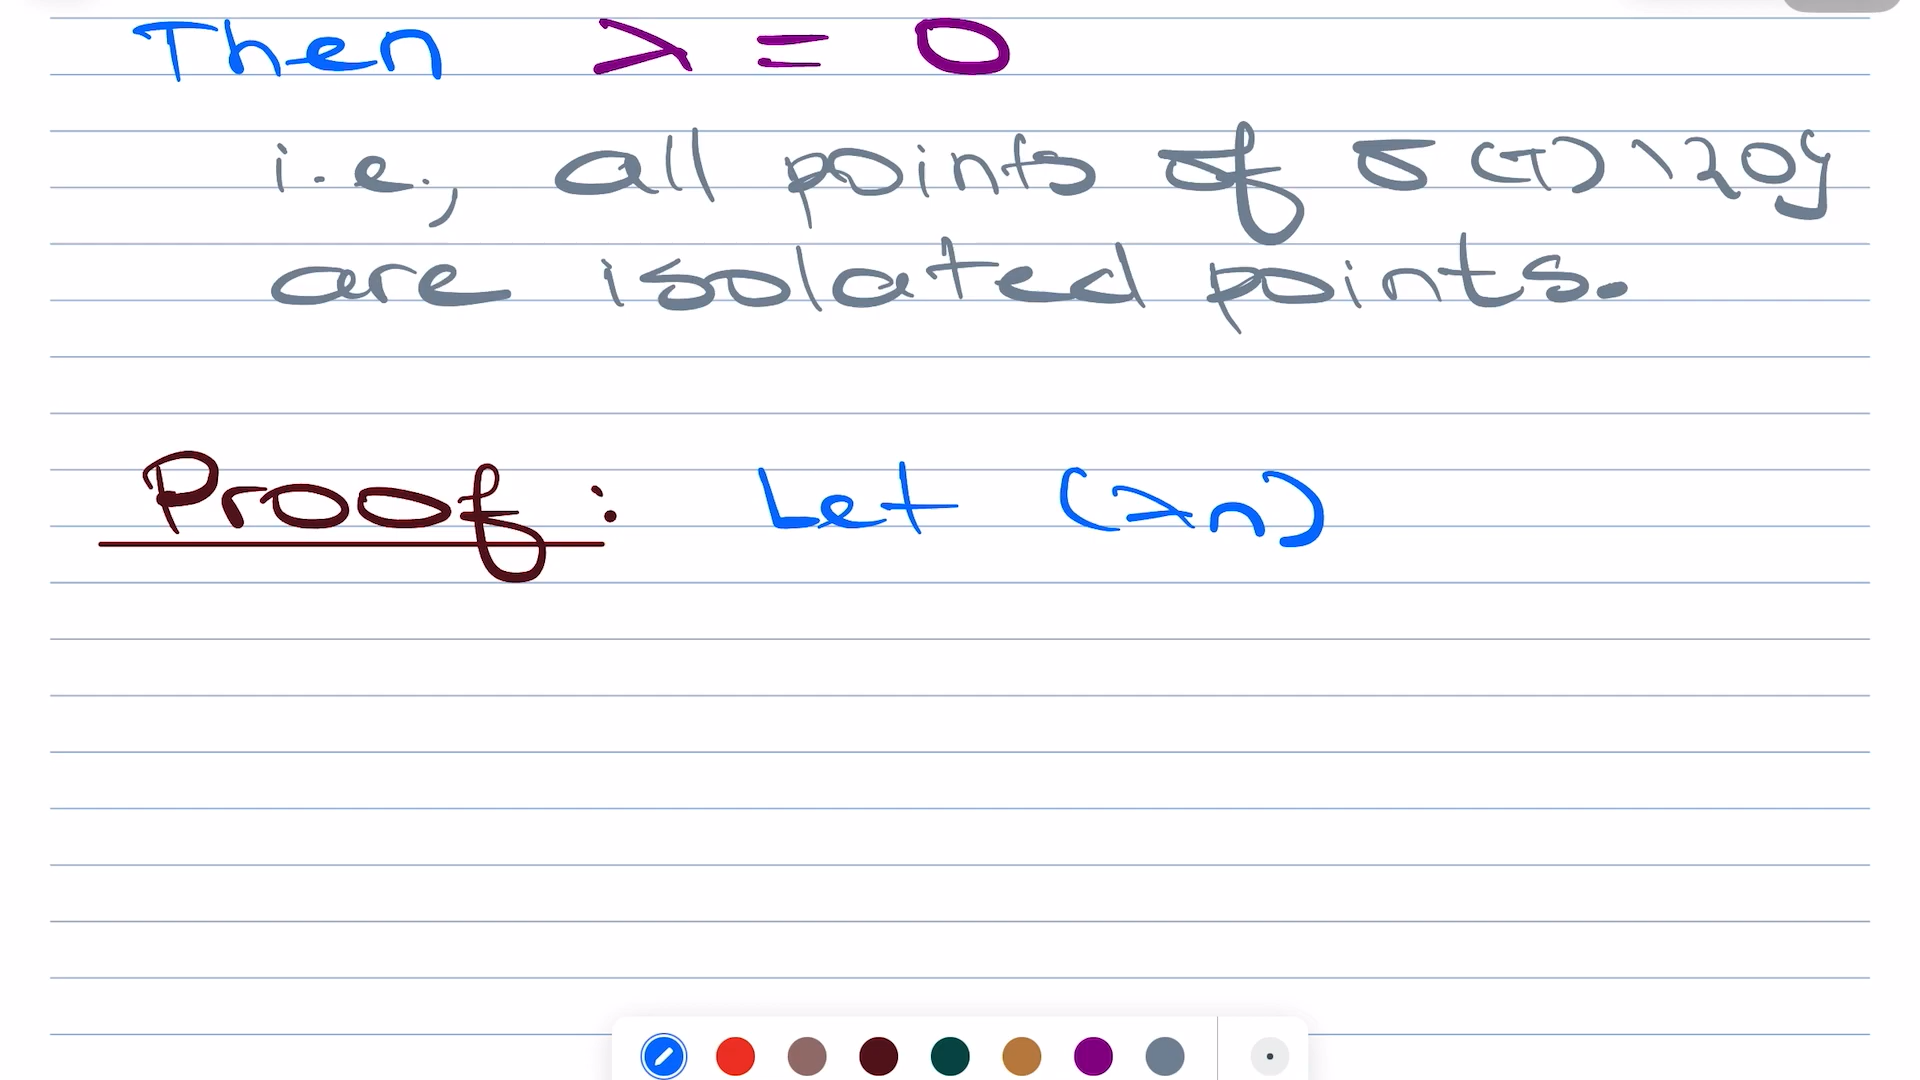 Then λ = 0
i.e., all points of σ(T)\{0}
are isolated points.
Proof: Let (λn)